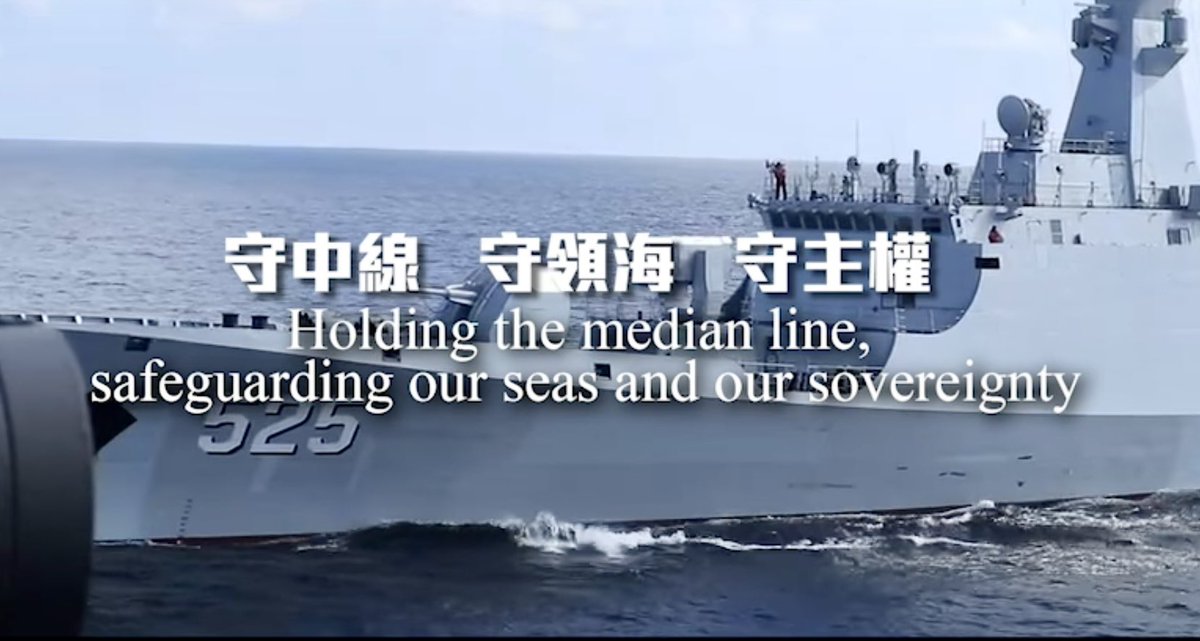 守中線 守領海 守主權
Holding the median line,
safeguarding our seas and our sovereignty
525